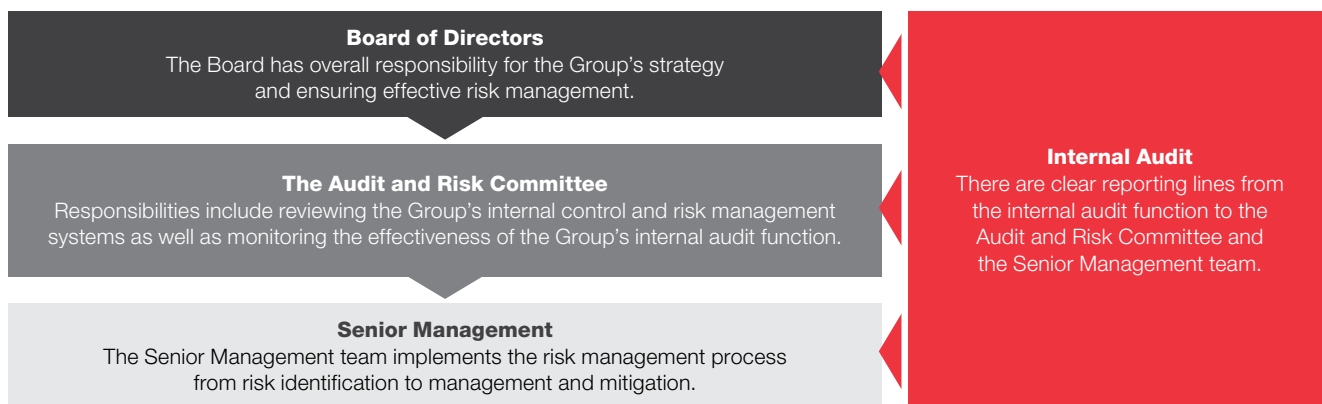 Board of Directors
The Board has overall responsibility for the Group’s strategy
and ensuring effective risk management.
The Audit and Risk Committee
Responsibilities include reviewing the Group’s internal control and risk management
systems as well as monitoring the effectiveness of the Group’s internal audit function.
Senior Management
The Senior Management team implements the risk management process
from risk identification to management and mitigation.
Internal Audit
There are clear reporting lines from
the internal audit function to the
Audit and Risk Committee and
the Senior Management team.